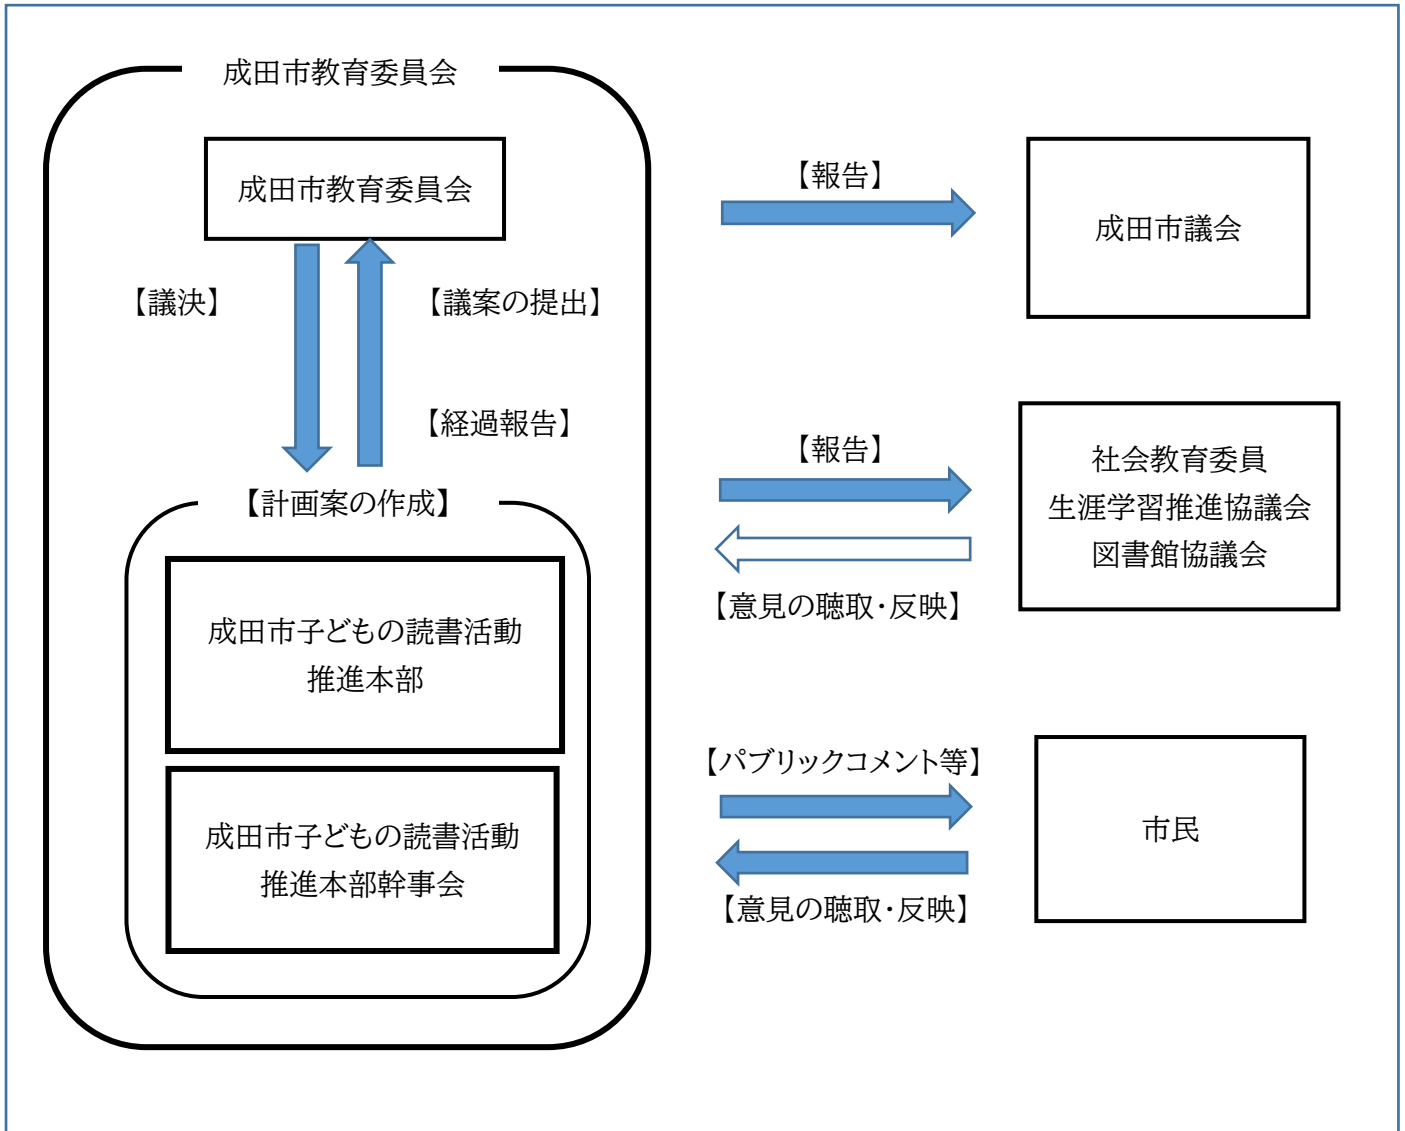 成田市教育委員会
成田市教育委員会
【議決】
【議案の提出】
【経過報告】
【計画案の作成】
成田市子どもの読書活動
推進本部
成田市子どもの読書活動
推進本部幹事会
【報告】
成田市議会
【報告】
【意見の聴取・反映】
社会教育委員
生涯学習推進協議会
図書館協議会
【パブリックコメント等】
【意見の聴取・反映】
市民